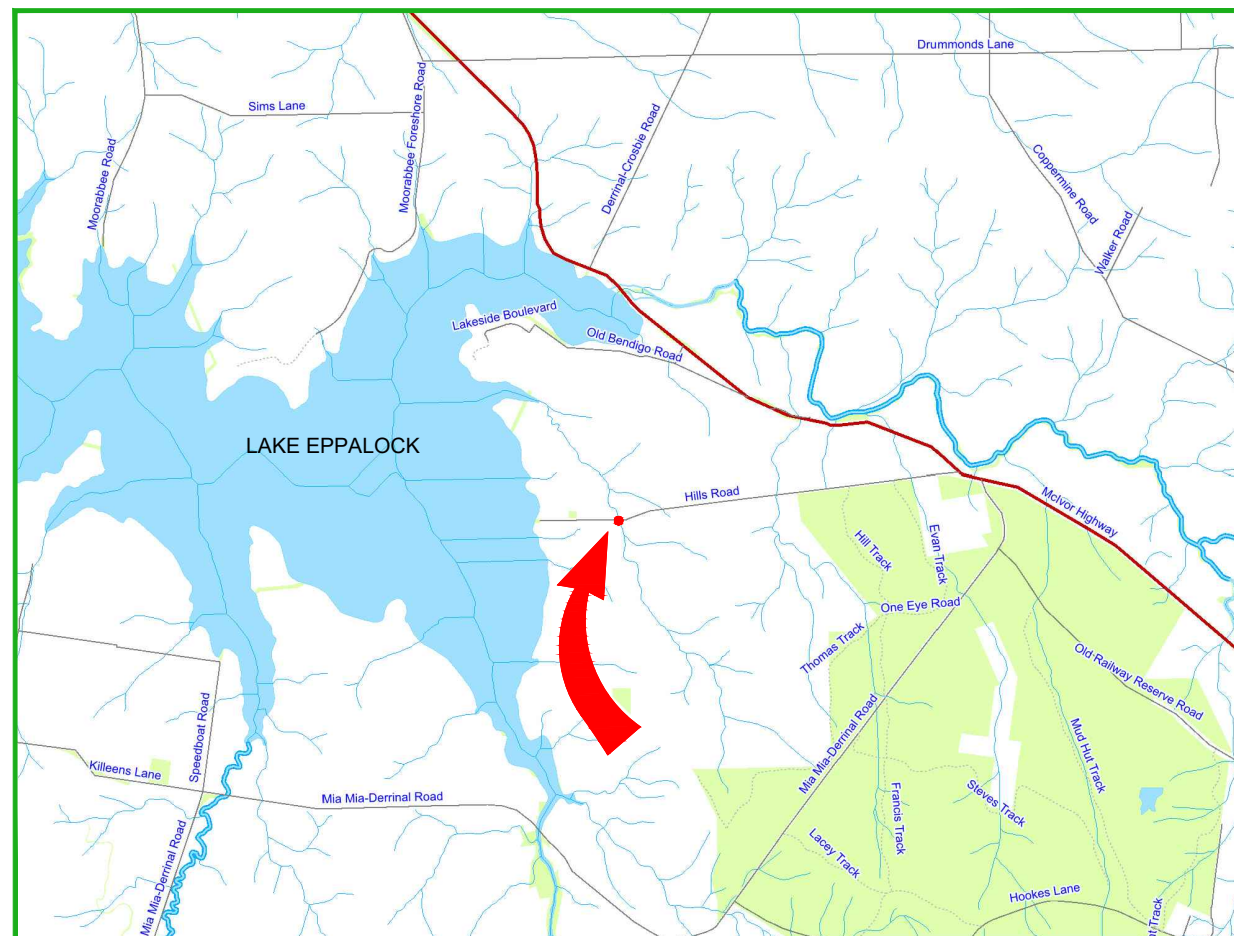 Drummonds Lane
Sims Lane
Moorabbee Foreshore Road
Moorabbee Road
Derrinal-Crosbie Road
Coppermine Road
Walker Road
Lakeside Boulevard
Old Bendigo Road
LAKE EPPALOCK
Hills Road
McIvor Highway
Hill Track
Evan Track
One Eye Road
Thomas Track
Old Railway Reserve Road
Speedboat Road
Mia Mia-Derrinal Road
Mud Hut Track
Killeens Lane
Mia Mia-Derrinal Road
Steves Track
Francis Track
Lacey Track
Mia Mia-Derrinal Road
Hookes Lane
nt Track